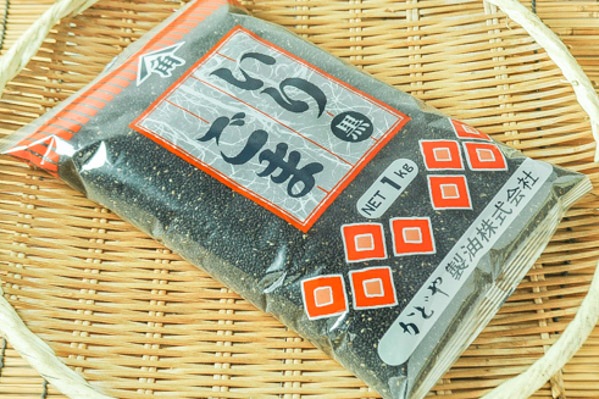 角
いり
ごま
黒
NET 1kg
かどや製油株式会社